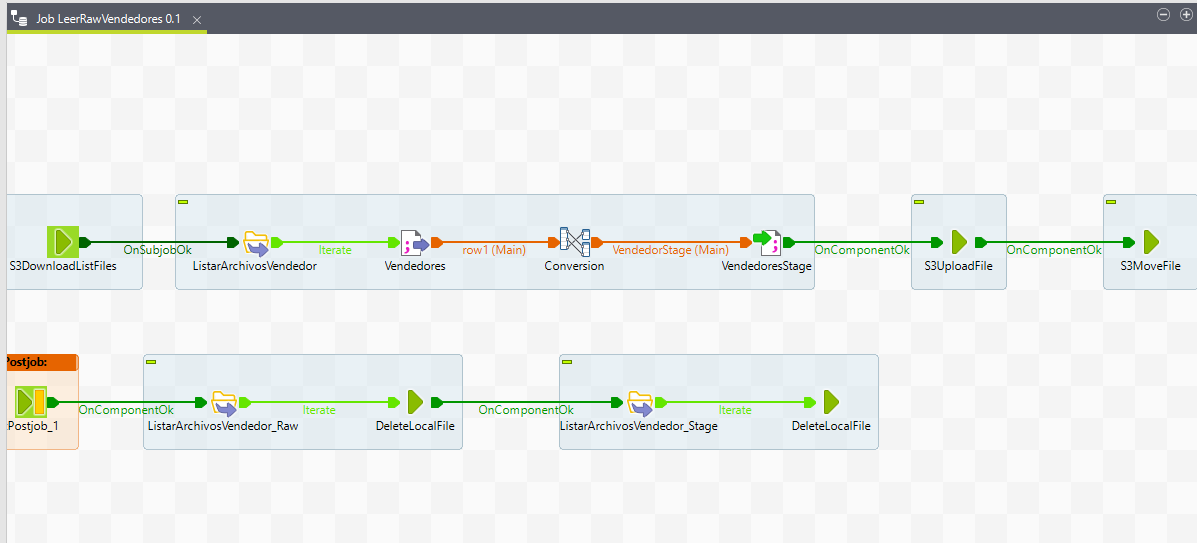 Job LeerRawVendedores 0.1
OnSubjobOk
Iterate
row1 (Main)
VendedorStage (Main)
OnComponentOk
OnComponentOk
S3DownloadListFiles
ListarArchivosVendedor
Vendedores
Conversion
VendedoresStage
S3UploadFile
S3MoveFile
Postjob:
OnComponentOk
Iterate
OnComponentOk
Iterate
Postjob_1
ListarArchivosVendedor_Raw
DeleteLocalFile
ListarArchivosVendedor_Stage
DeleteLocalFile